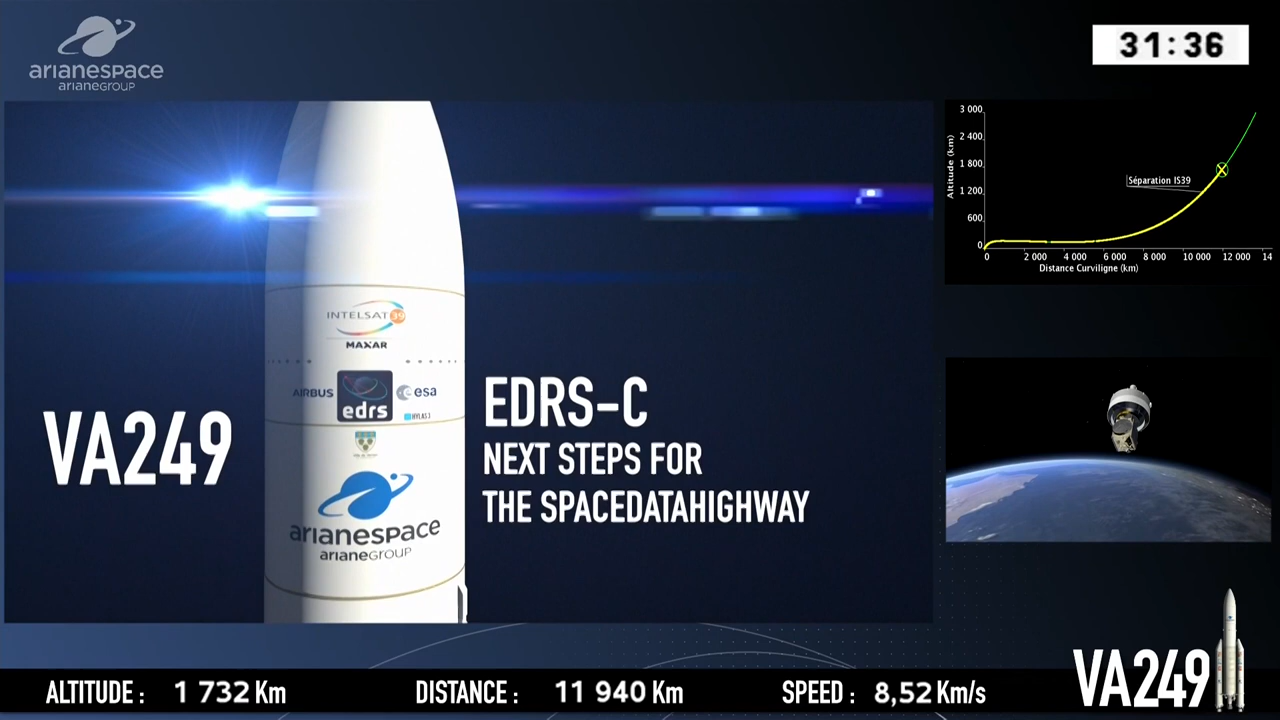 arianespace
arianeGROUP
31:36
3 000
2 400
1 800
1 200
600
0
Altitude (km)
Séparation IS39
0 2 000 4 000 6 000 8 000 10 000 12 000 14
Distance Curviligne (km)
INTELSAT 39
MAXAR
AIRBUS edrs esa
HYLAS 3
arianespace
arianeGROUP
VA249
EDRS-C
NEXT STEPS FOR
THE SPACEDATAHIGHWAY
ALTITUDE : 1 732 Km DISTANCE : 11 940 Km SPEED : 8,52 Km/s
VA249